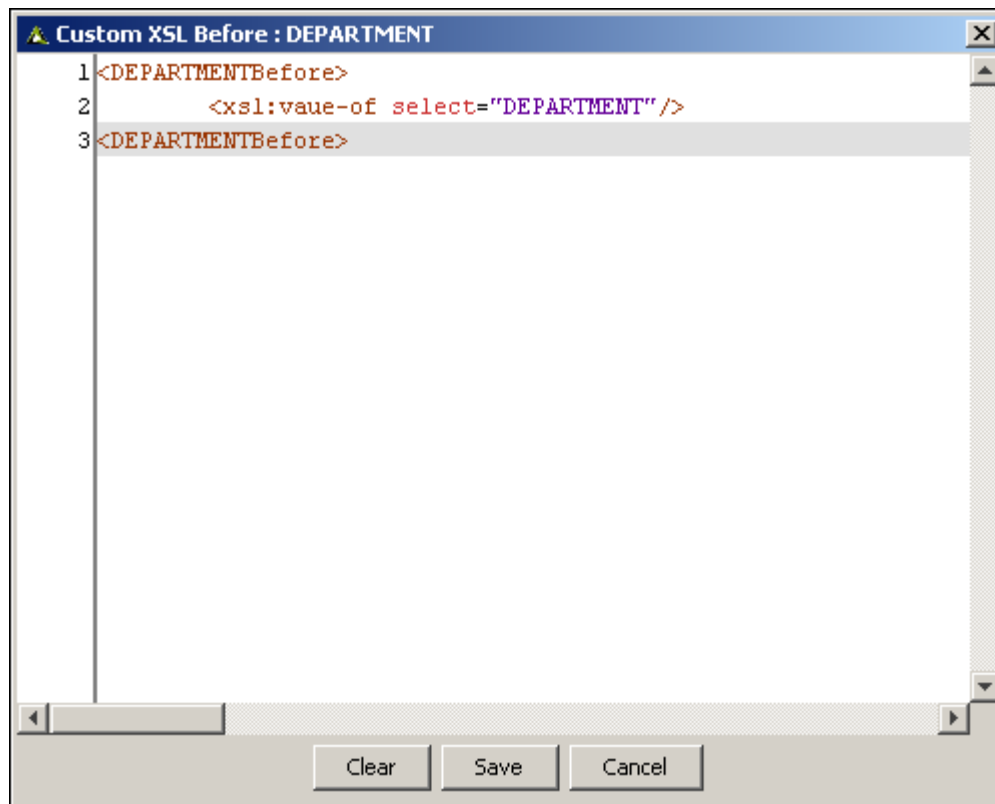 Custom XSL Before : DEPARTMENT
1<DEPARTMENTBefore>
2 <xsl:vaue-of select="DEPARTMENT"/>
3<DEPARTMENTBefore>
Clear Save Cancel